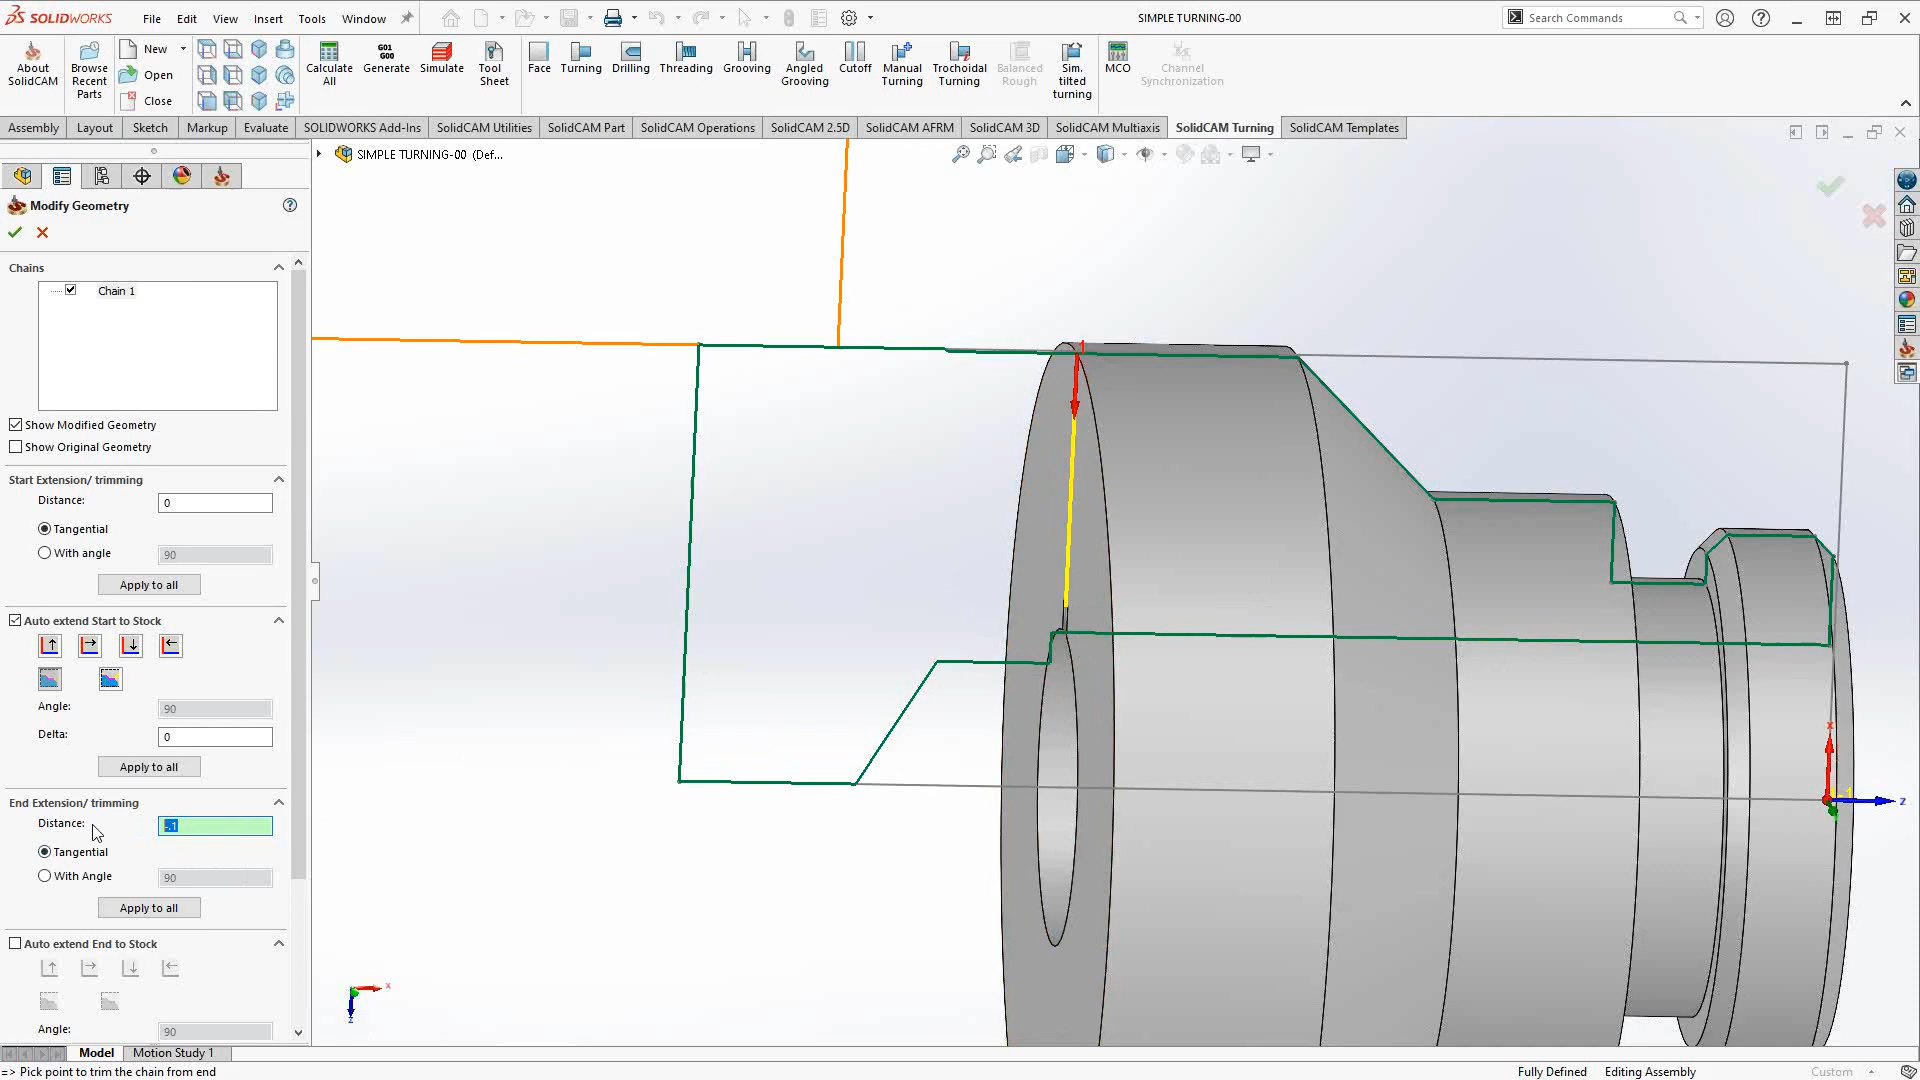 SOLIDWORKS File Edit View Insert Tools Window SIMPLE TURNING-00 Search Commands
About SolidCAM
Browse Recent Parts
New
Open
Close
Calculate All
G01 G00
Generate
Simulate
Tool Sheet
Face
Turning
Drilling
Threading
Grooving
Angled Grooving
Cutoff
Manual Turning
Trochoidal Turning
Balanced Rough
Sim. tilted turning
MCO
Channel Synchronization
Assembly Layout Sketch Markup Evaluate SOLIDWORKS Add-Ins SolidCAM Utilities SolidCAM Part SolidCAM Operations SolidCAM 2.5D SolidCAM AFRM SolidCAM 3D SolidCAM Multiaxis SolidCAM Turning SolidCAM Templates
SIMPLE TURNING-00 (Def...
Modify Geometry
Chains
Chain 1
Show Modified Geometry
Show Original Geometry
Start Extension/ trimming
Distance: 0
Tangential
With angle 90
Apply to all
Auto extend Start to Stock
Angle: 90
Delta: 0
Apply to all
End Extension/ trimming
Distance: -.1
Tangential
With Angle 90
Apply to all
Auto extend End to Stock
Angle: 90
x
z
x
z
Model Motion Study 1
=> Pick point to trim the chain from end Fully Defined Editing Assembly Custom